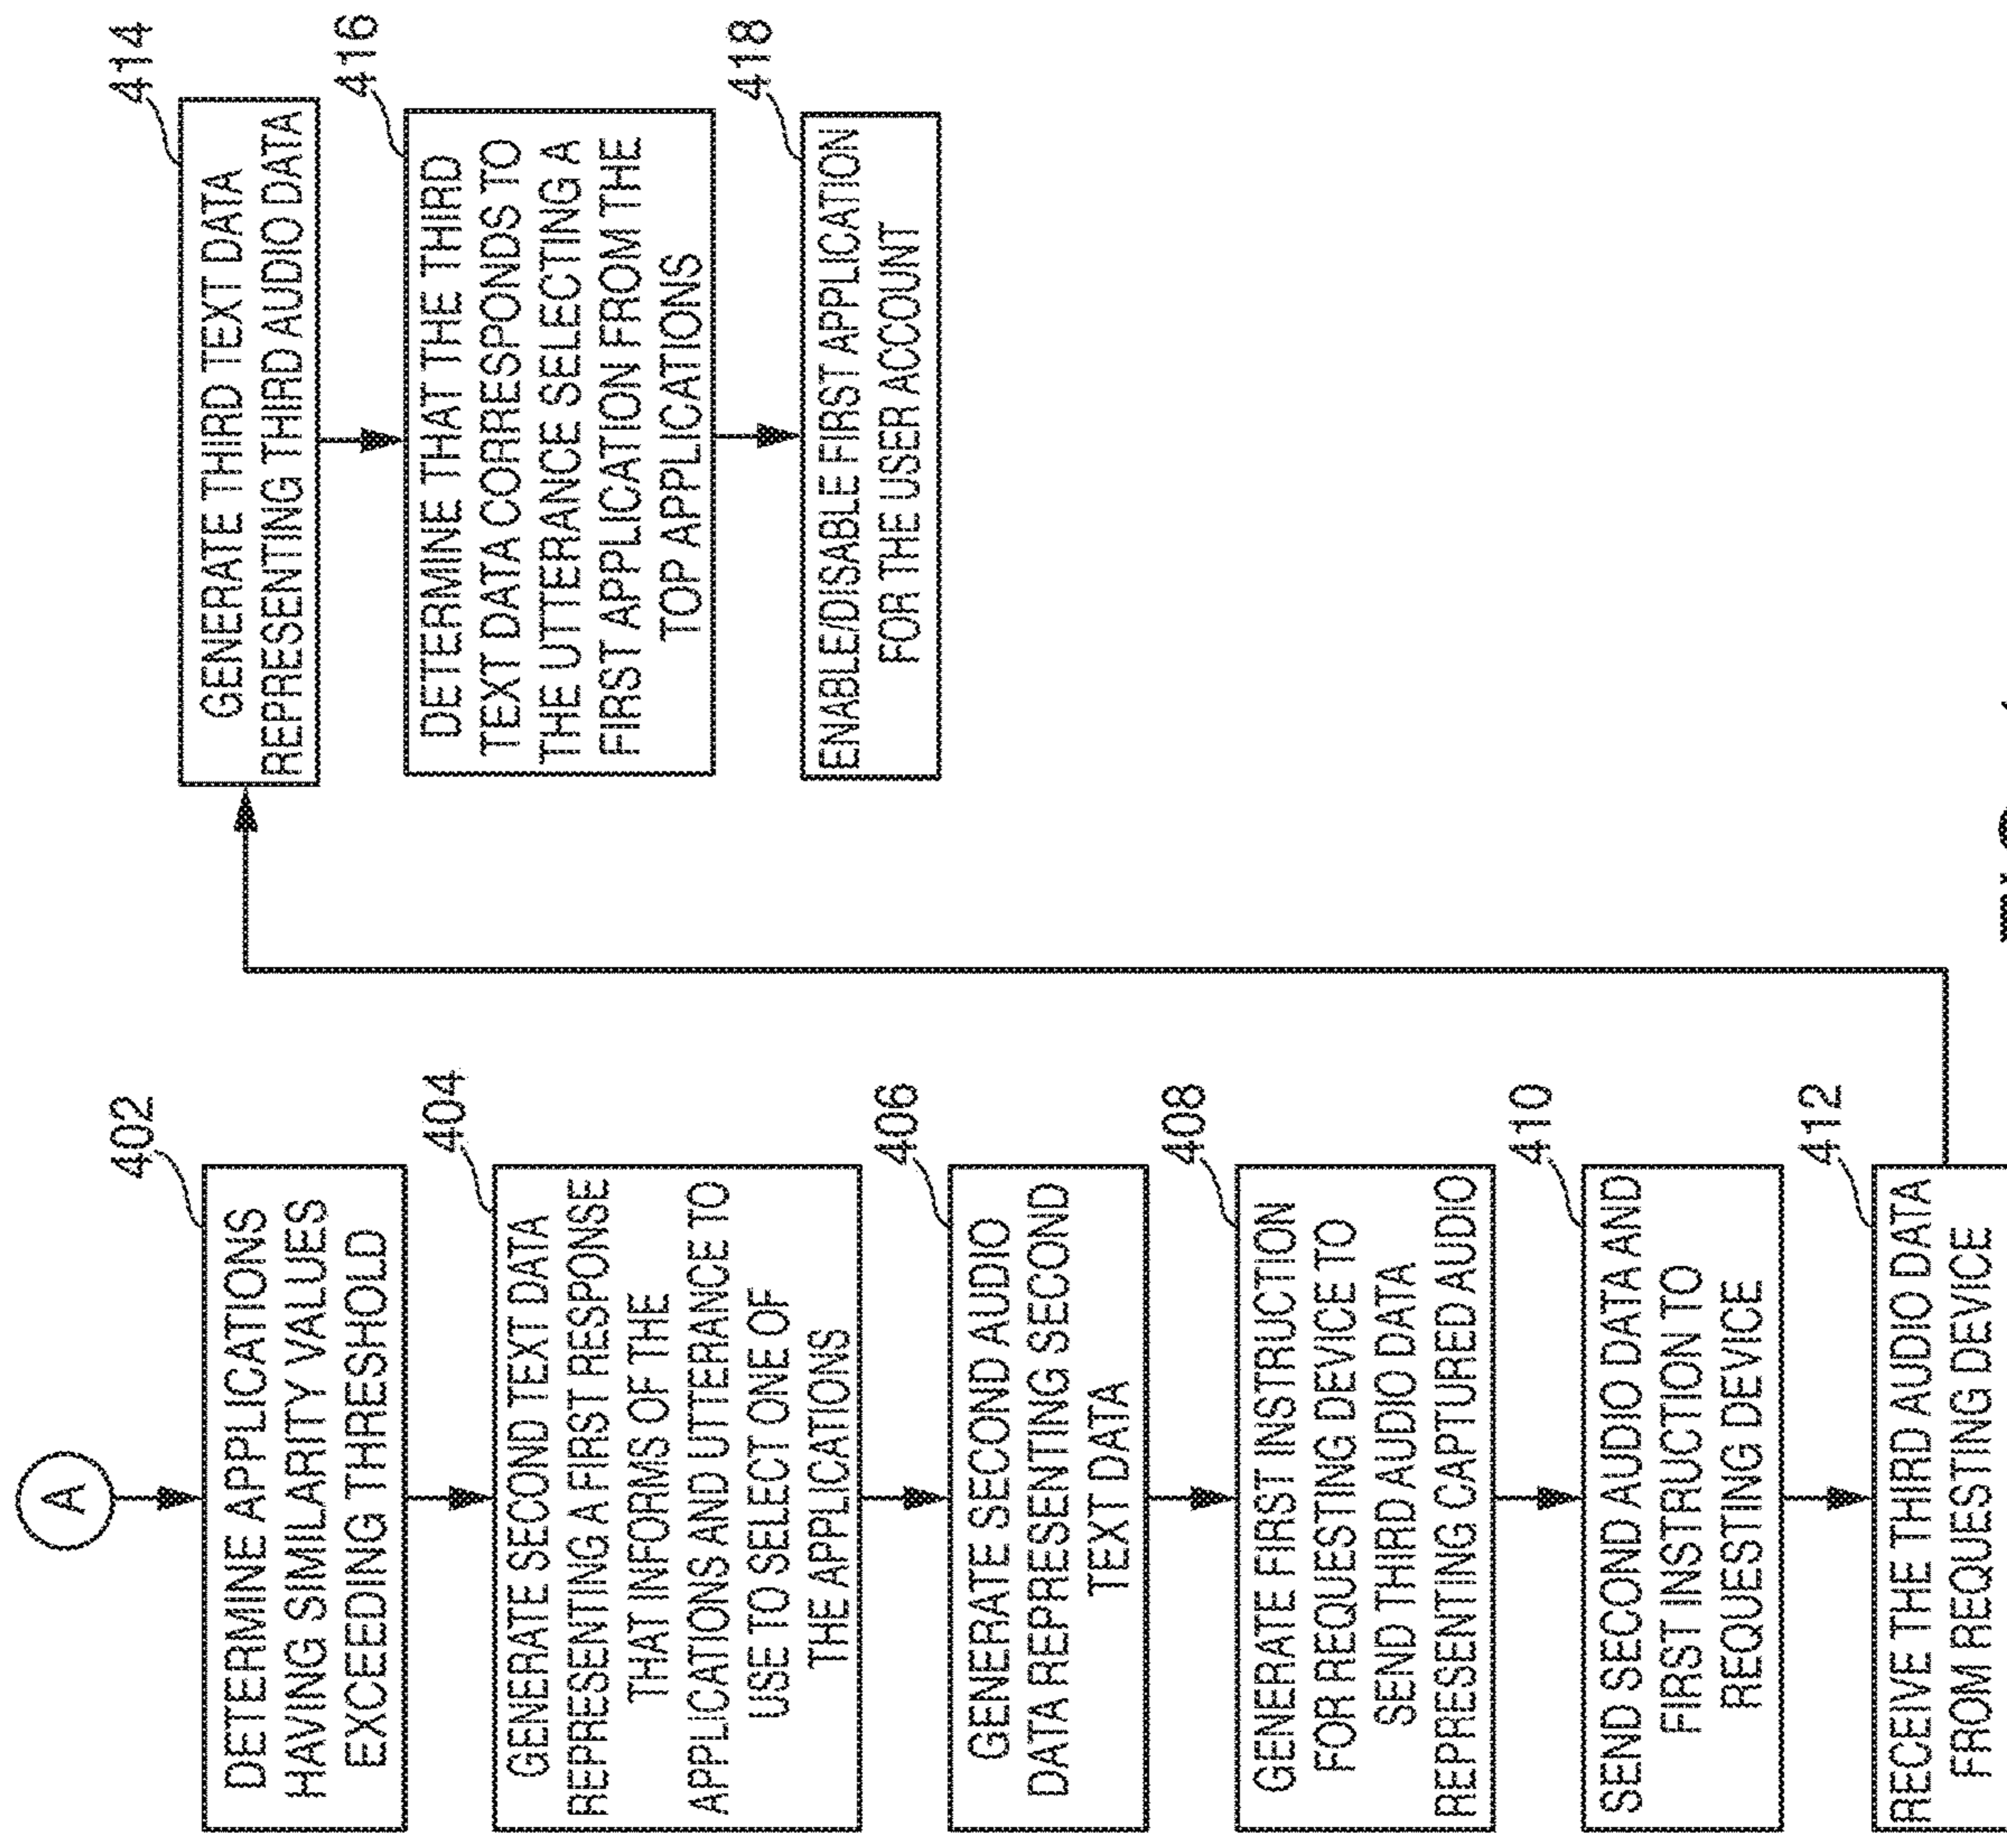 A
402
DETERMINE APPLICATIONS
HAVING SIMILARITY VALUES
EXCEEDING THRESHOLD
404
GENERATE SECOND TEXT DATA
REPRESENTING A FIRST RESPONSE
THAT INFORMS OF THE
APPLICATIONS AND UTTERANCE TO
USE TO SELECT ONE OF
THE APPLICATIONS
406
GENERATE SECOND AUDIO
DATA REPRESENTING SECOND
TEXT DATA
408
GENERATE FIRST INSTRUCTION
FOR REQUESTING DEVICE TO
SEND THIRD AUDIO DATA
REPRESENTING CAPTURED AUDIO
410
SEND SECOND AUDIO DATA AND
FIRST INSTRUCTION TO
REQUESTING DEVICE
412
RECEIVE THE THIRD AUDIO DATA
FROM REQUESTING DEVICE
414
GENERATE THIRD TEXT DATA
REPRESENTING THIRD AUDIO DATA
416
DETERMINE THAT THE THIRD
TEXT DATA CORRESPONDS TO
THE UTTERANCE SELECTING A
FIRST APPLICATION FROM THE
TOP APPLICATIONS
418
ENABLE/DISABLE FIRST APPLICATION
FOR THE USER ACCOUNT